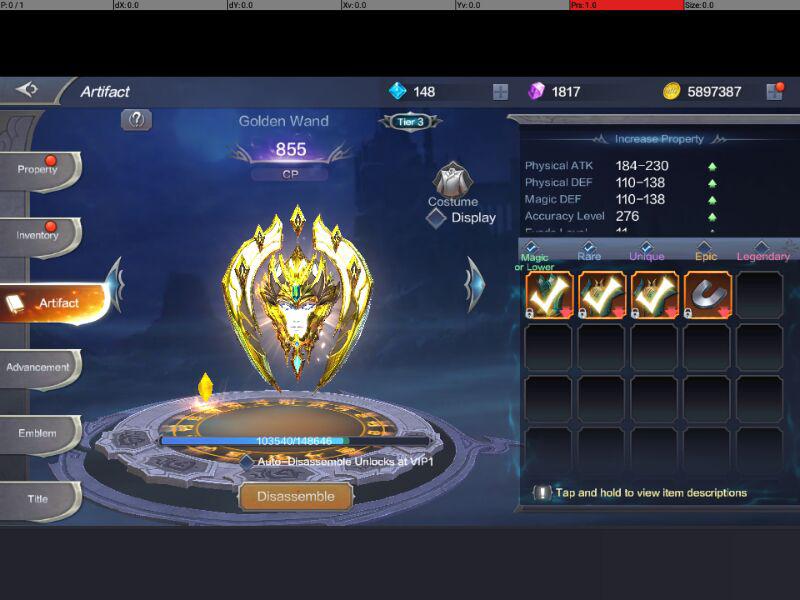 P: 0 / 1 dX: 0.0 dY: 0.0 Xv: 0.0 Yv: 0.0 Prs: 1.0 Size: 0.0
Artifact 148 1817 5897387
Golden Wand
Tier 3
855
CP
Costume
Display
Property
Inventory
Artifact
Advancement
Emblem
Title
103540/148646
Auto-Disassemble Unlocks at VIP1
Disassemble
Increase Property
Physical ATK 184-230
Physical DEF 110-138
Magic DEF 110-138
Accuracy Level 276
Magic or Lower
Rare
Unique
Epic
Legendary
Tap and hold to view item descriptions